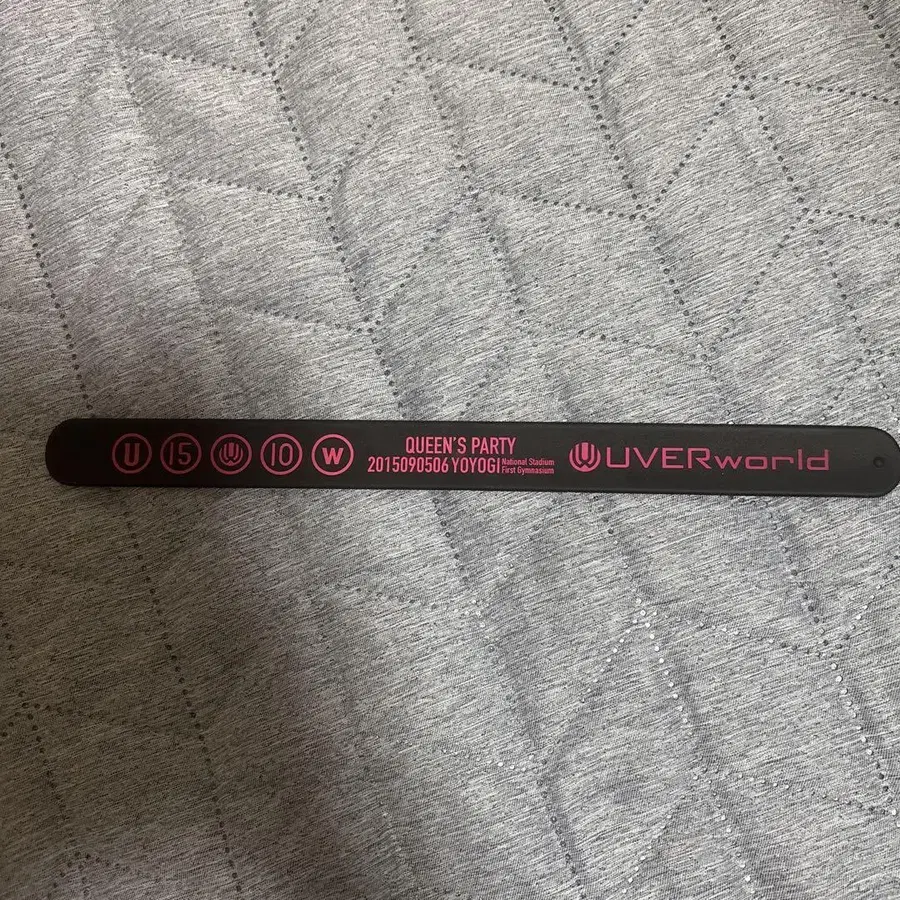 U 15 10 W
QUEEN'S PARTY
2015090506 YOYOGI National Stadium
First Gymnasium
UVERworld